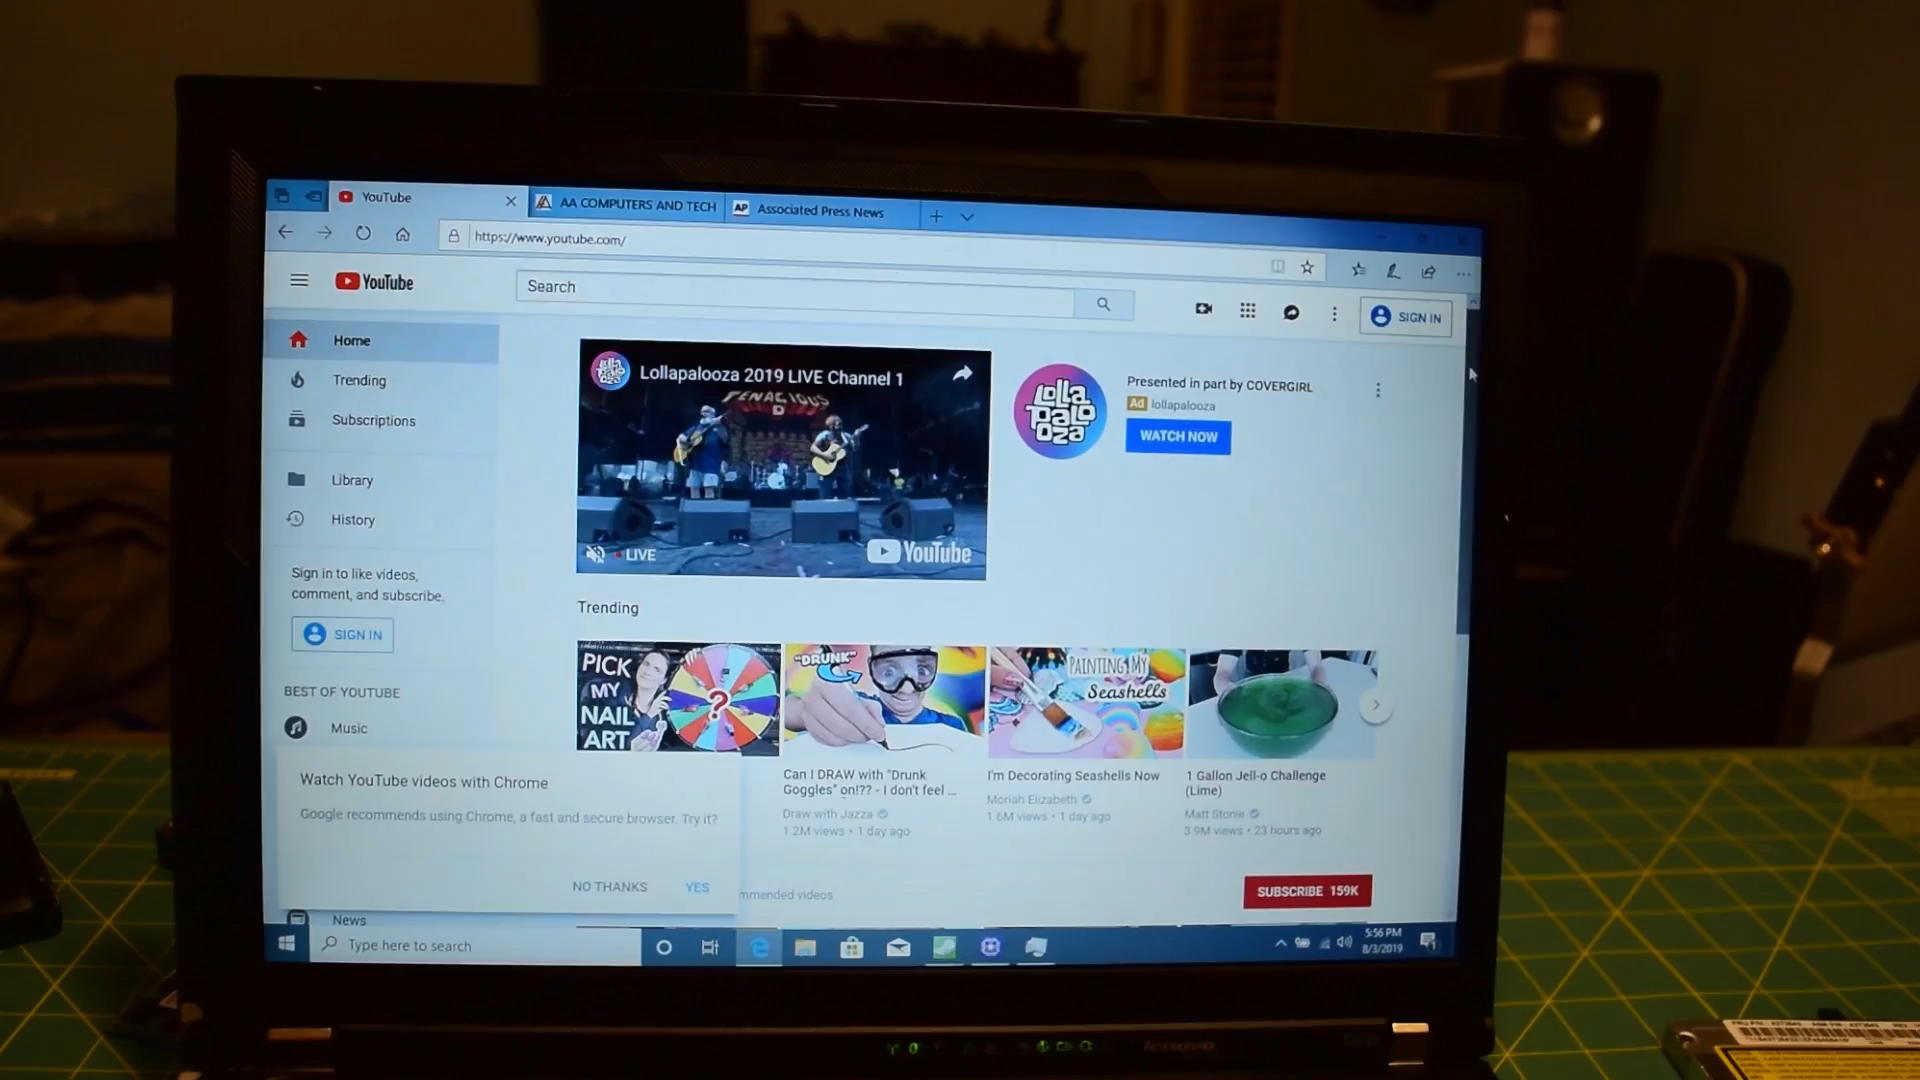 YouTube
AA COMPUTERS AND TECH
AP
Associated Press News
https://www.youtube.com/
YouTube
Search
SIGN IN
Home
Trending
Subscriptions
Library
History
Sign in to like videos,
comment, and subscribe.
SIGN IN
BEST OF YOUTUBE
Music
Lollapalooza 2019 LIVE Channel 1
TENACIOUS
D
LIVE
YouTube
Lolla
Palo
oza
Presented in part by COVERGIRL
Ad lollapalooza
WATCH NOW
Trending
PICK
MY
NAIL
ART
?
"DRUNK"
Can I DRAW with "Drunk
Goggles" on!?? - I don't feel ...
Draw with Jazza
1.2M views • 1 day ago
PAINTING MY
Seashells
I'm Decorating Seashells Now
Moriah Elizabeth
1.6M views • 1 day ago
1 Gallon Jell-o Challenge
(Lime)
Matt Stonie
3.9M views • 23 hours ago
Watch YouTube videos with Chrome
Google recommends using Chrome, a fast and secure browser. Try it?
NO THANKS
YES
mmended videos
SUBSCRIBE 159K
News
Type here to search
5:56 PM
8/3/2019
lenovo